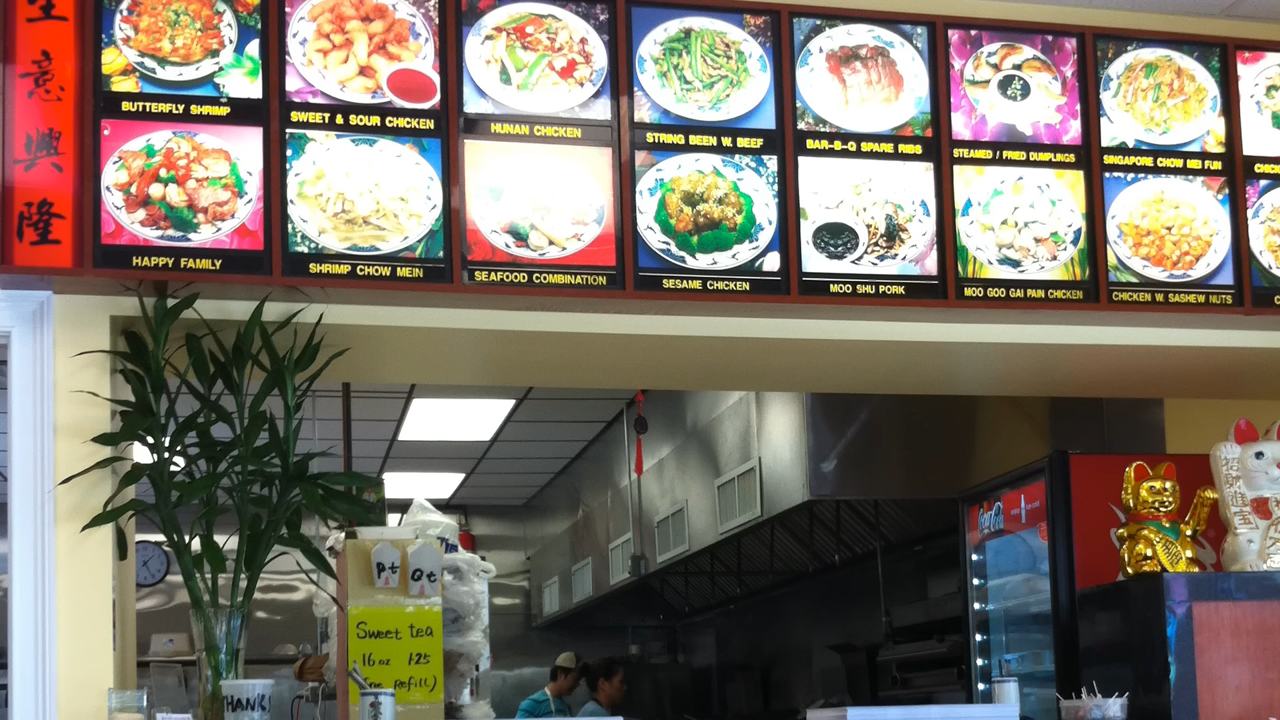 生意興隆
BUTTERFLY SHRIMP
SWEET & SOUR CHICKEN
HUNAN CHICKEN
STRING BEEN W. BEEF
BAR-B-Q SPARE RIBS
STEAMED / FRIED DUMPLINGS
SINGAPORE CHOW MEI FUN
HAPPY FAMILY
SHRIMP CHOW MEIN
SEAFOOD COMBINATION
SESAME CHICKEN
MOO SHU PORK
MOO GOO GAI PAIN CHICKEN
CHICKEN W. SASHEW NUTS
Coca-Cola
Pt
Qt
Sweet tea
16 oz 1.25
THANK